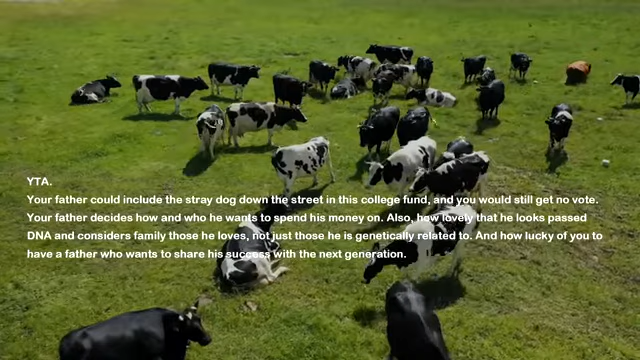 YTA.
Your father could include the stray dog down the street in this college fund, and you would still get no vote.
Your father decides how and who he wants to spend his money on. Also, how lovely that he looks passed
DNA and considers family those he loves, not just those he is genetically related to. And how lucky of you to
have a father who wants to share his success with the next generation.